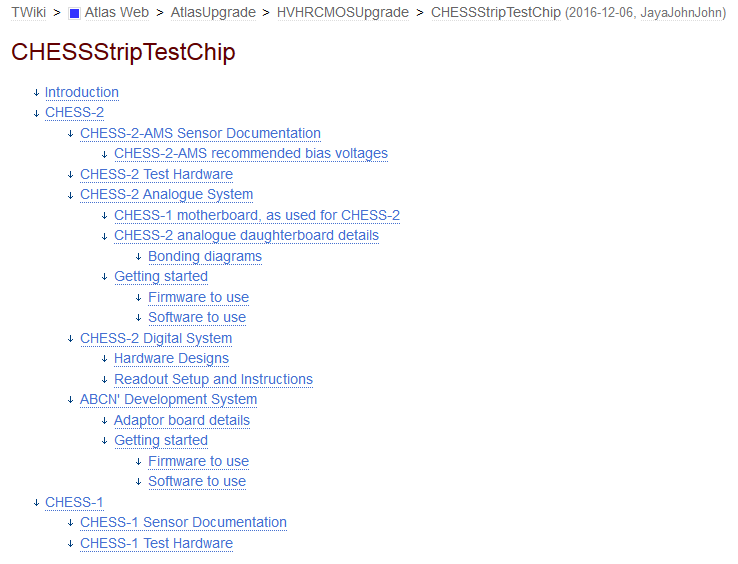 TWiki > Atlas Web > AtlasUpgrade > HVHRCMOSUpgrade > CHESSStripTestChip (2016-12-06, JayaJohnJohn)
CHESSStripTestChip
↓ Introduction
↓ CHESS-2
↓ CHESS-2-AMS Sensor Documentation
↓ CHESS-2-AMS recommended bias voltages
↓ CHESS-2 Test Hardware
↓ CHESS-2 Analogue System
↓ CHESS-1 motherboard, as used for CHESS-2
↓ CHESS-2 analogue daughterboard details
↓ Bonding diagrams
↓ Getting started
↓ Firmware to use
↓ Software to use
↓ CHESS-2 Digital System
↓ Hardware Designs
↓ Readout Setup and Instructions
↓ ABCN' Development System
↓ Adaptor board details
↓ Getting started
↓ Firmware to use
↓ Software to use
↓ CHESS-1
↓ CHESS-1 Sensor Documentation
↓ CHESS-1 Test Hardware